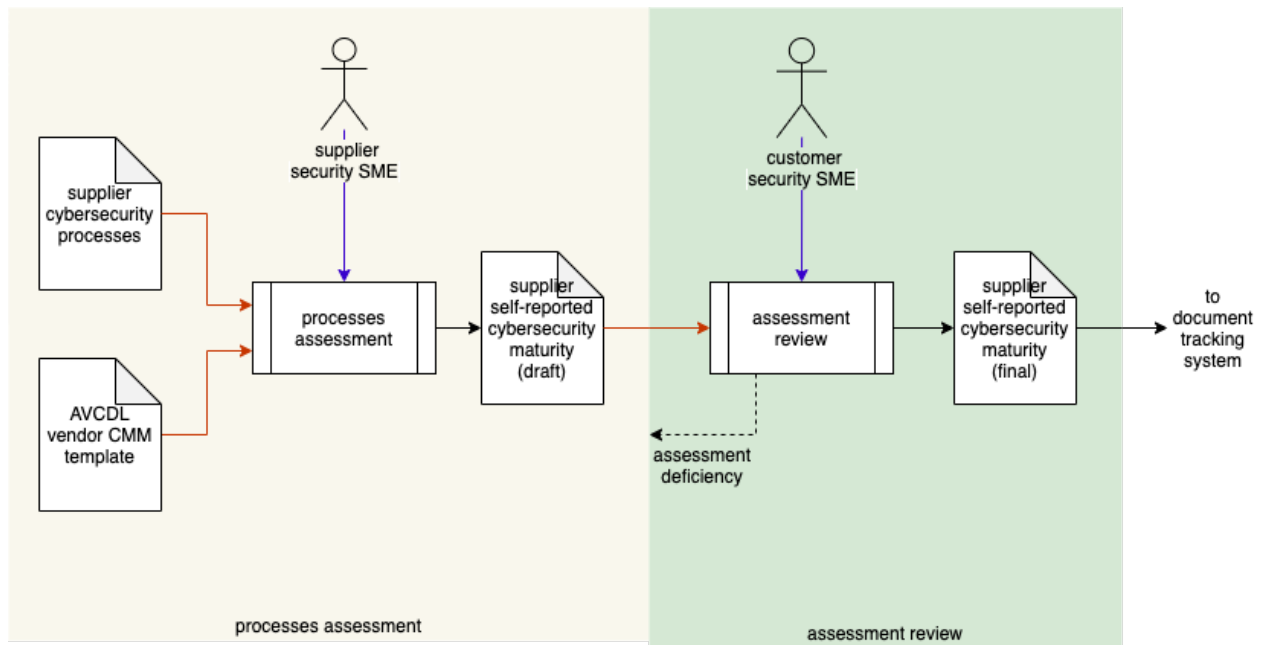 supplier
security SME
customer
security SME
supplier
cybersecurity
processes
processes
assessment
supplier
self-reported
cybersecurity
maturity
(draft)
assessment
review
supplier
self-reported
cybersecurity
maturity
(final)
to
document
tracking
system
AVCDL
vendor CMM
template
assessment
deficiency
processes assessment
assessment review